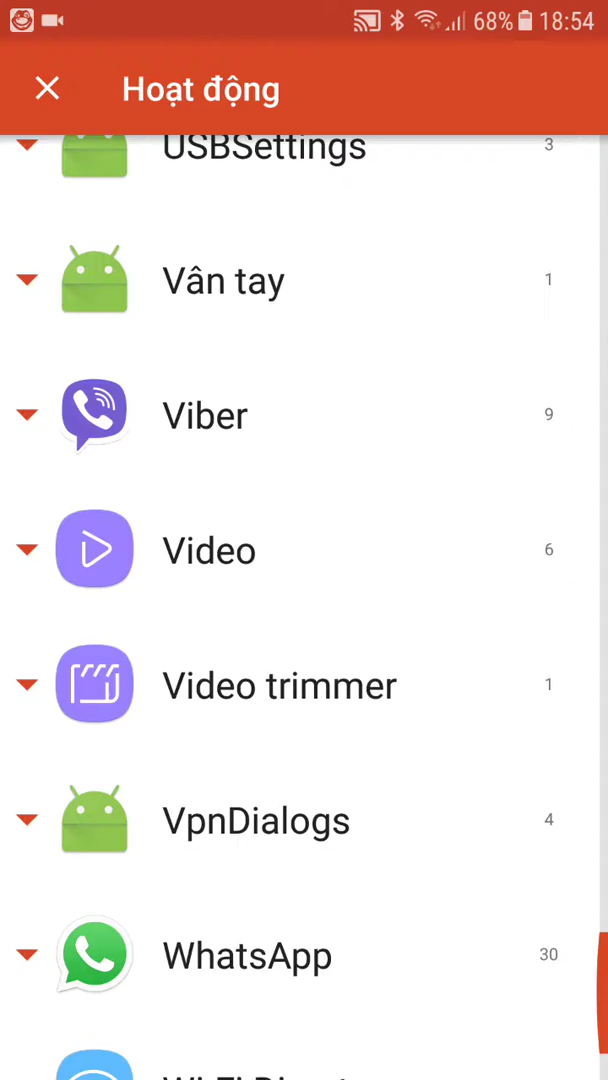 68% 18:54
Hoạt động
USBSettings 3
Vân tay 1
Viber 9
Video 6
Video trimmer 1
VpnDialogs 4
WhatsApp 30